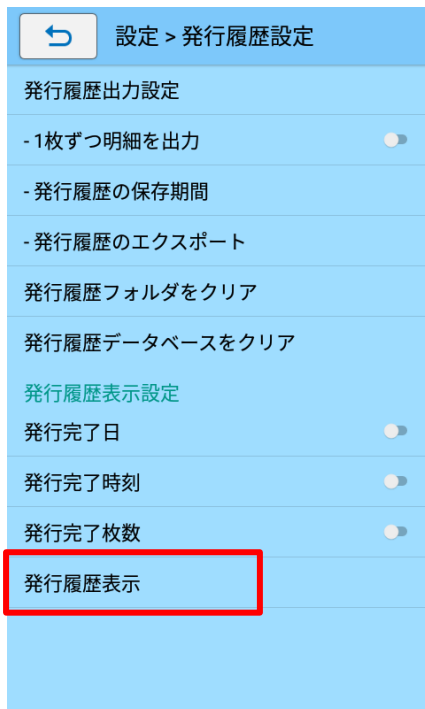 設定 > 発行履歴設定
発行履歴出力設定
- 1枚ずつ明細を出力
- 発行履歴の保存期間
- 発行履歴のエクスポート
発行履歴フォルダをクリア
発行履歴データベースをクリア
発行履歴表示設定
発行完了日
発行完了時刻
発行完了枚数
発行履歴表示